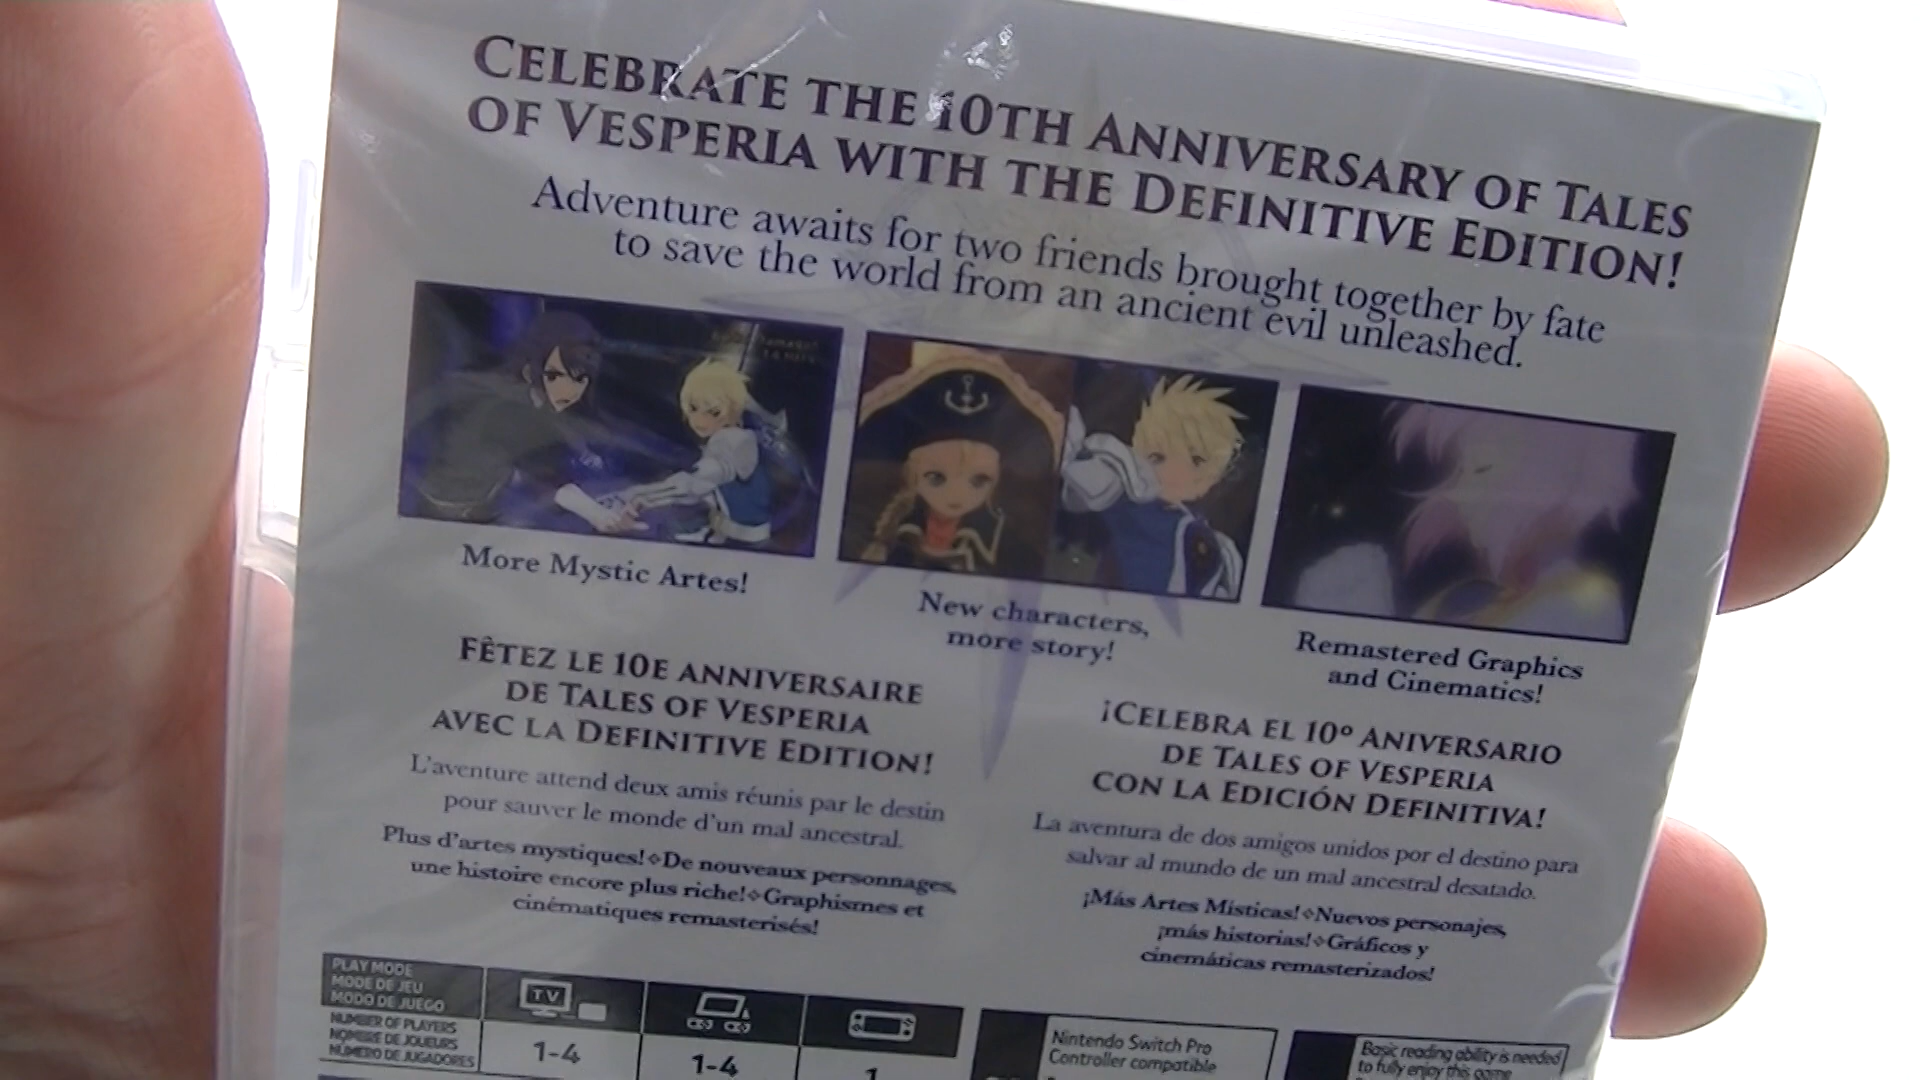 CELEBRATE THE 10TH ANNIVERSARY OF TALES
OF VESPERIA WITH THE DEFINITIVE EDITION!
Adventure awaits for two friends brought together by fate
to save the world from an ancient evil unleashed.
More Mystic Artes!
New characters,
more story!
Remastered Graphics
and Cinematics!
FÊTEZ LE 10E ANNIVERSAIRE
DE TALES OF VESPERIA
AVEC LA DEFINITIVE EDITION!
L'aventure attend deux amis réunis par le destin
pour sauver le monde d'un mal ancestral.
Plus d'artes mystiques!⟡De nouveaux personnages,
une histoire encore plus riche!⟡Graphismes et
cinématiques remasterisés!
¡CELEBRA EL 10º ANIVERSARIO
DE TALES OF VESPERIA
CON LA EDICIÓN DEFINITIVA!
La aventura de dos amigos unidos por el destino para
salvar al mundo de un mal ancestral desatado.
¡Más Artes Místicas!⟡Nuevos personajes,
¡más historias!⟡Gráficos y
cinemáticas remasterizados!
PLAY MODE
MODE DE JEU
MODO DE JUEGO
TV
NUMBER OF PLAYERS
NOMBRE DE JOUEURS
NÚMERO DE JUGADORES
1-4
1-4
1
Nintendo Switch Pro
Controller compatible
Basic reading ability is needed
to fully enjoy this game